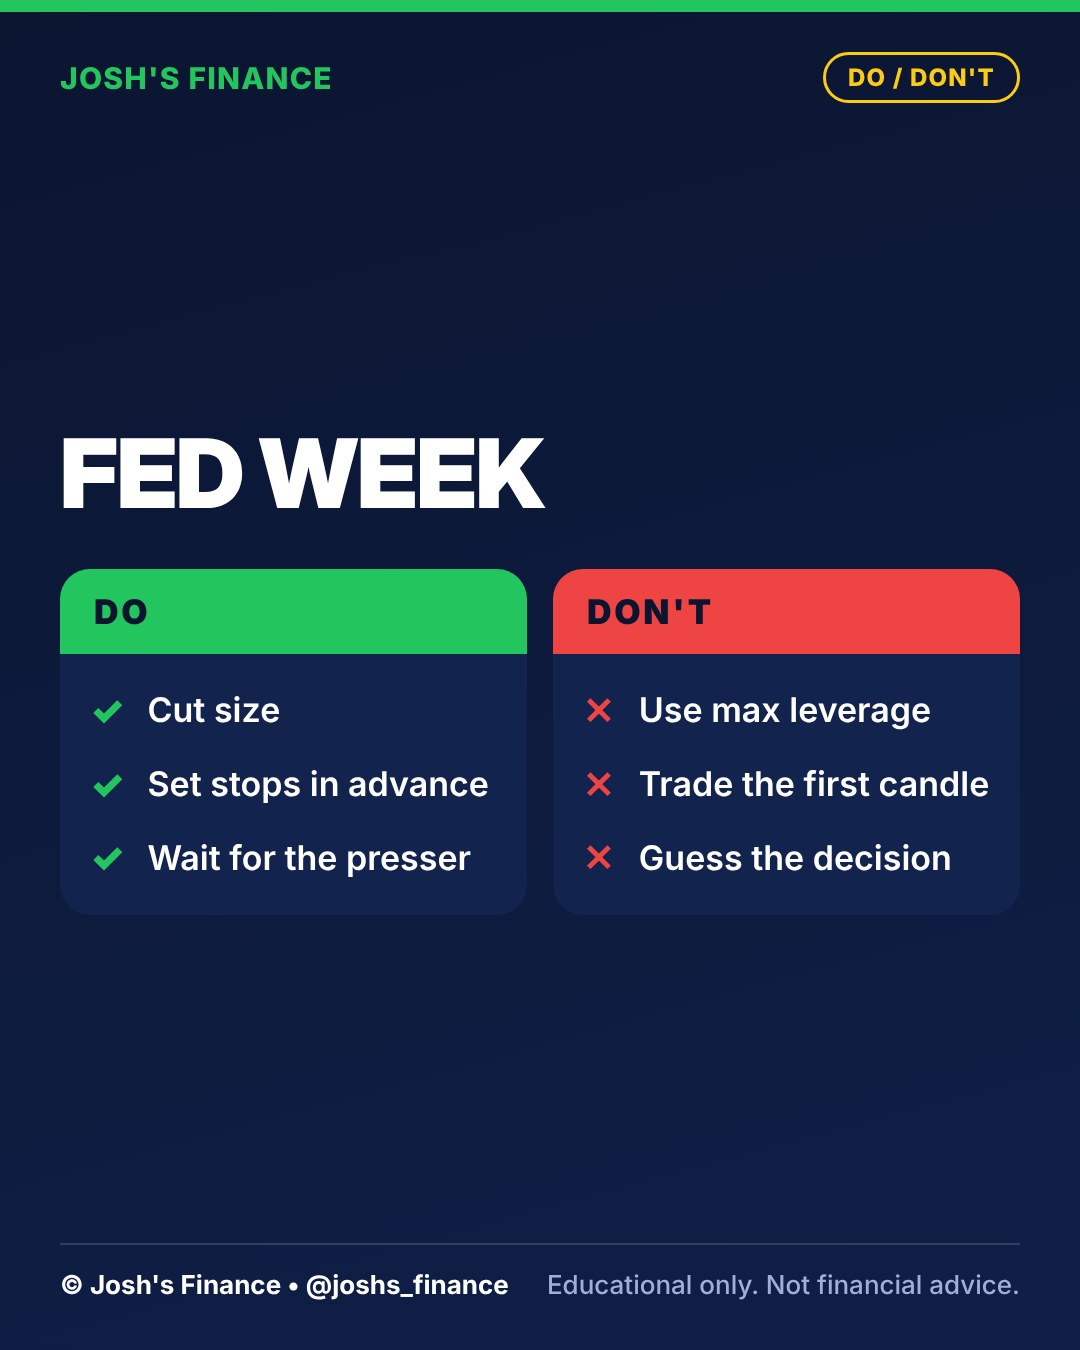 JOSH'S FINANCE
DO / DON'T
FED WEEK
DO
Cut size
Set stops in advance
Wait for the presser
DON'T
Use max leverage
Trade the first candle
Guess the decision
© Josh's Finance • @joshs_finance
Educational only. Not financial advice.